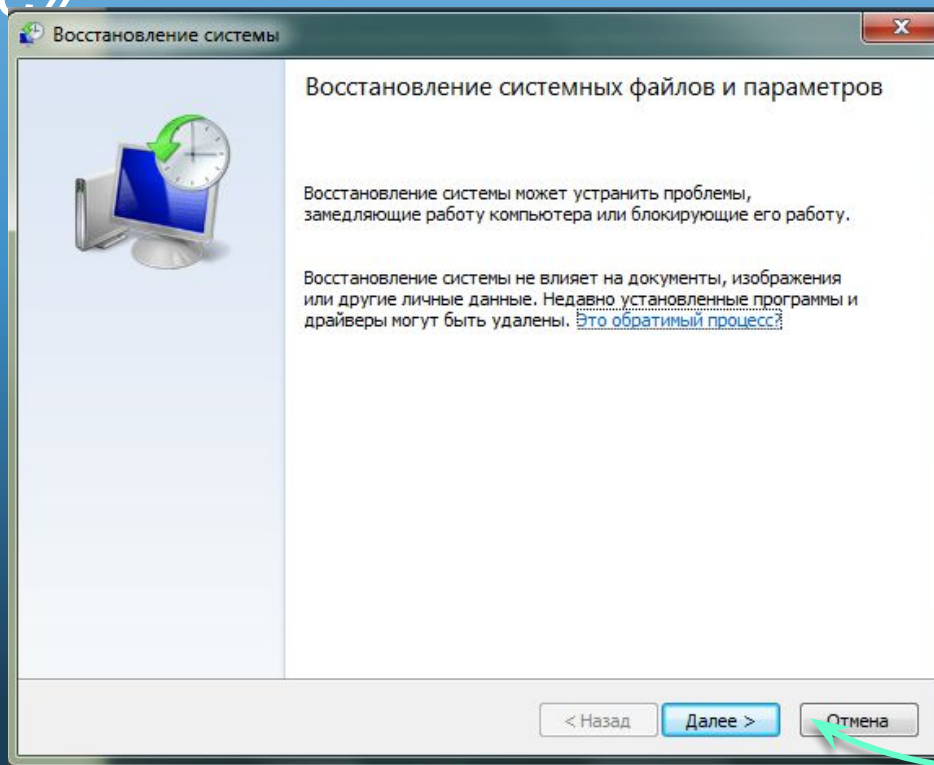 Восстановление системы
Восстановление системных файлов и параметров
Восстановление системы может устранить проблемы,
замедляющие работу компьютера или блокирующие его работу.
Восстановление системы не влияет на документы, изображения
или другие личные данные. Недавно установленные программы и
драйверы могут быть удалены. Это обратимый процесс?
< Назад
Далее >
Отмена